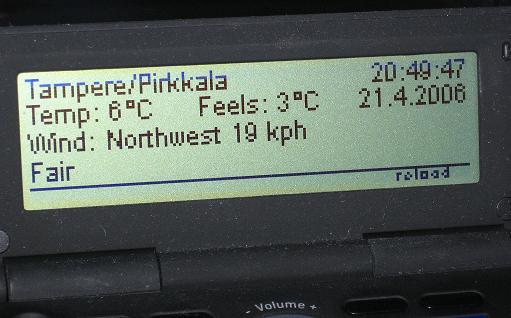 Tampere/Pirkkala 20:49:47
Temp: 6°C Feels: 3°C 21.4.2006
Wind: Northwest 19 kph
Fair
reload
- Volume +